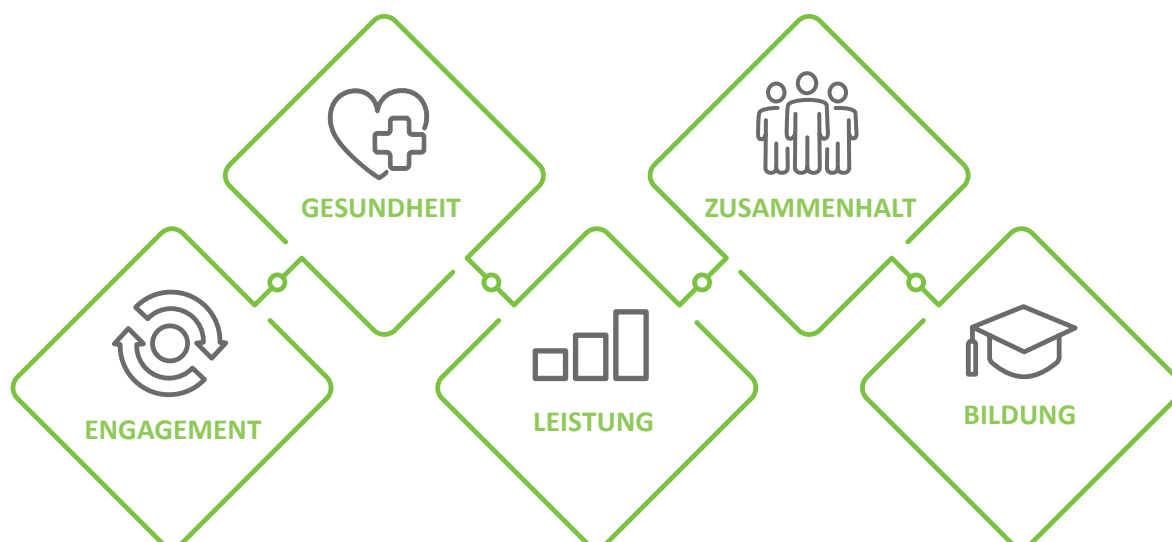 GESUNDHEIT
ZUSAMMENHALT
ENGAGEMENT
LEISTUNG
BILDUNG